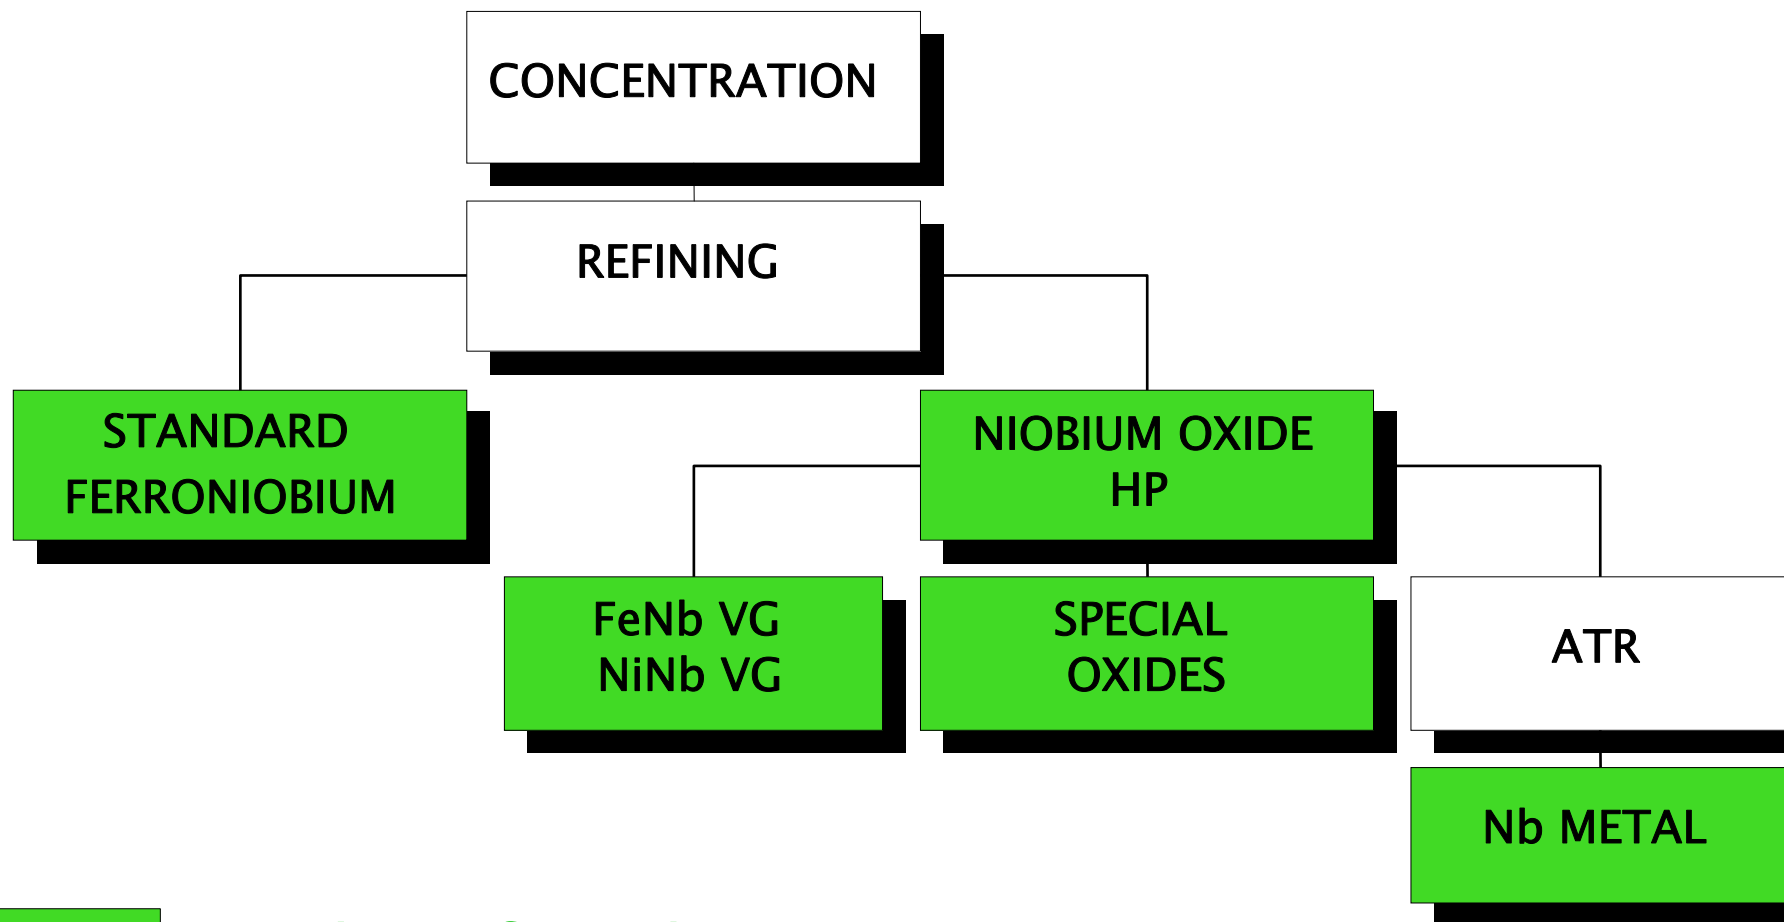 CONCENTRATION
REFINING
STANDARD
FERRONIOBIUM
NIOBIUM OXIDE
HP
FeNb VG
NiNb VG
SPECIAL
OXIDES
ATR
Nb METAL